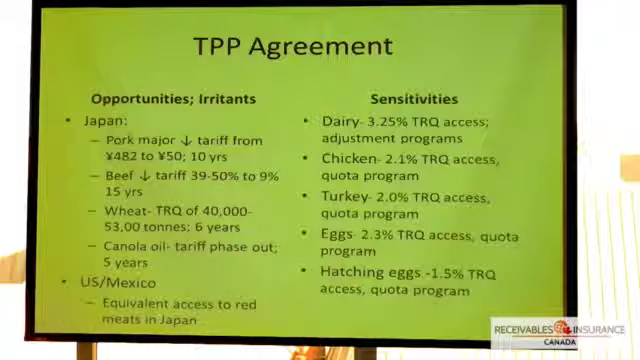 TPP Agreement
Opportunities; Irritants
• Japan:
– Pork major ↓ tariff from
¥482 to ¥50; 10 yrs
– Beef ↓ tariff 39-50% to 9%
15 yrs
– Wheat- TRQ of 40,000-
53,00 tonnes; 6 years
– Canola oil- tariff phase out;
5 years
• US/Mexico
– Equivalent access to red
meats in Japan
Sensitivities
• Dairy- 3.25% TRQ access;
adjustment programs
• Chicken- 2.1% TRQ access,
quota program
• Turkey- 2.0% TRQ access,
quota program
• Eggs- 2.3% TRQ access, quota
program
• Hatching eggs -1.5% TRQ
access, quota program
RECEIVABLES INSURANCE
CANADA